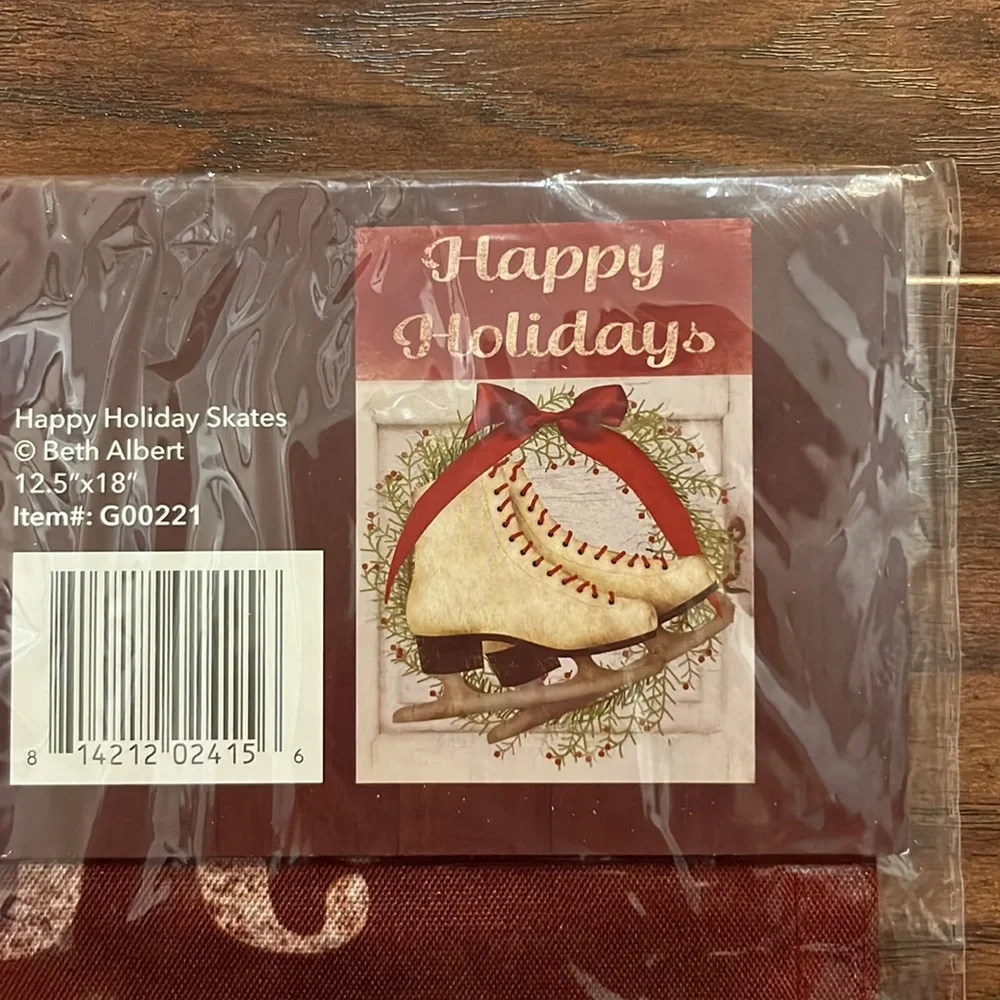 Happy
Holidays
Happy Holiday Skates
© Beth Albert
12.5”x18”
Item#: G00221
8 14212 02415 6